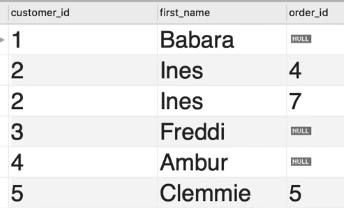 customer_id first_name order_id
1 Babara NULL
2 Ines 4
2 Ines 7
3 Freddi NULL
4 Ambur NULL
5 Clemmie 5